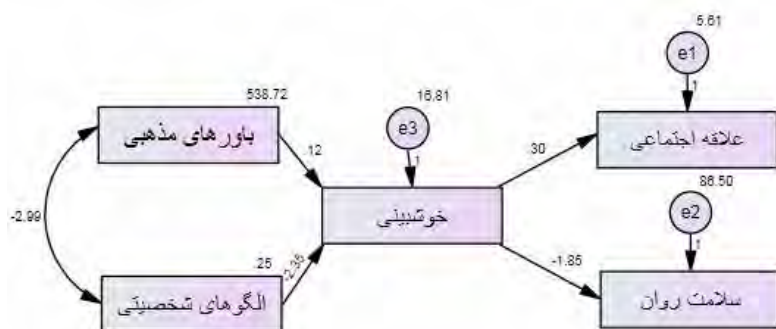 5.61
e1
1
538.72
باورهای مذهبی
16.81
e3
1
12
30
علاقه اجتماعی
-2.99
خوشبینی
86.50
e2
1
.25
الگوهای شخصیتی
-2.35
-1.85
سلامت روان